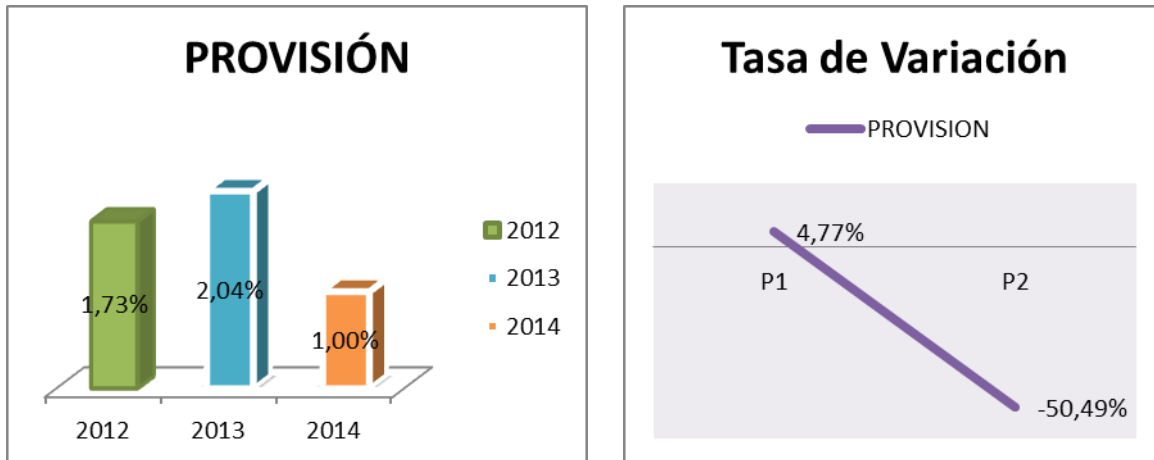 PROVISIÓN
1,73%
2,04%
1,00%
2012
2013
2014
2012
2013
2014
Tasa de Variación
PROVISION
4,77%
P1
P2
-50,49%